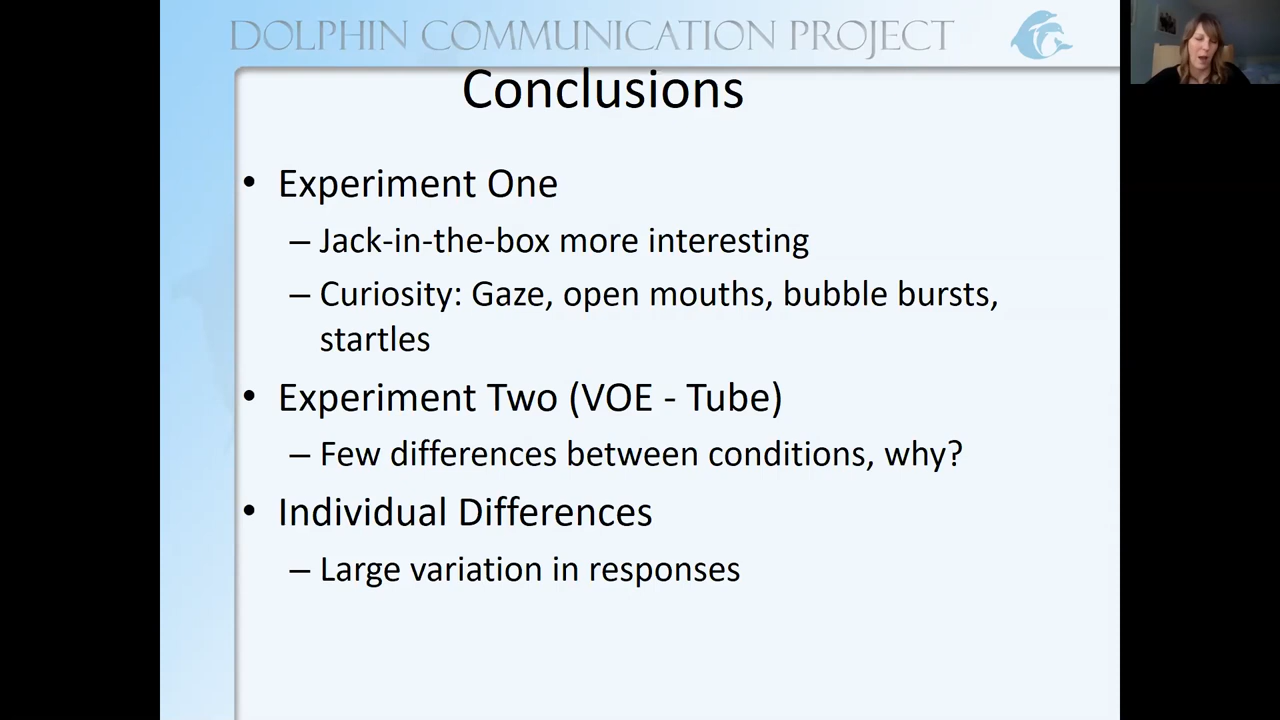 DOLPHIN COMMUNICATION PROJECT
Conclusions
• Experiment One
– Jack-in-the-box more interesting
– Curiosity: Gaze, open mouths, bubble bursts,
startles
• Experiment Two (VOE - Tube)
– Few differences between conditions, why?
• Individual Differences
– Large variation in responses